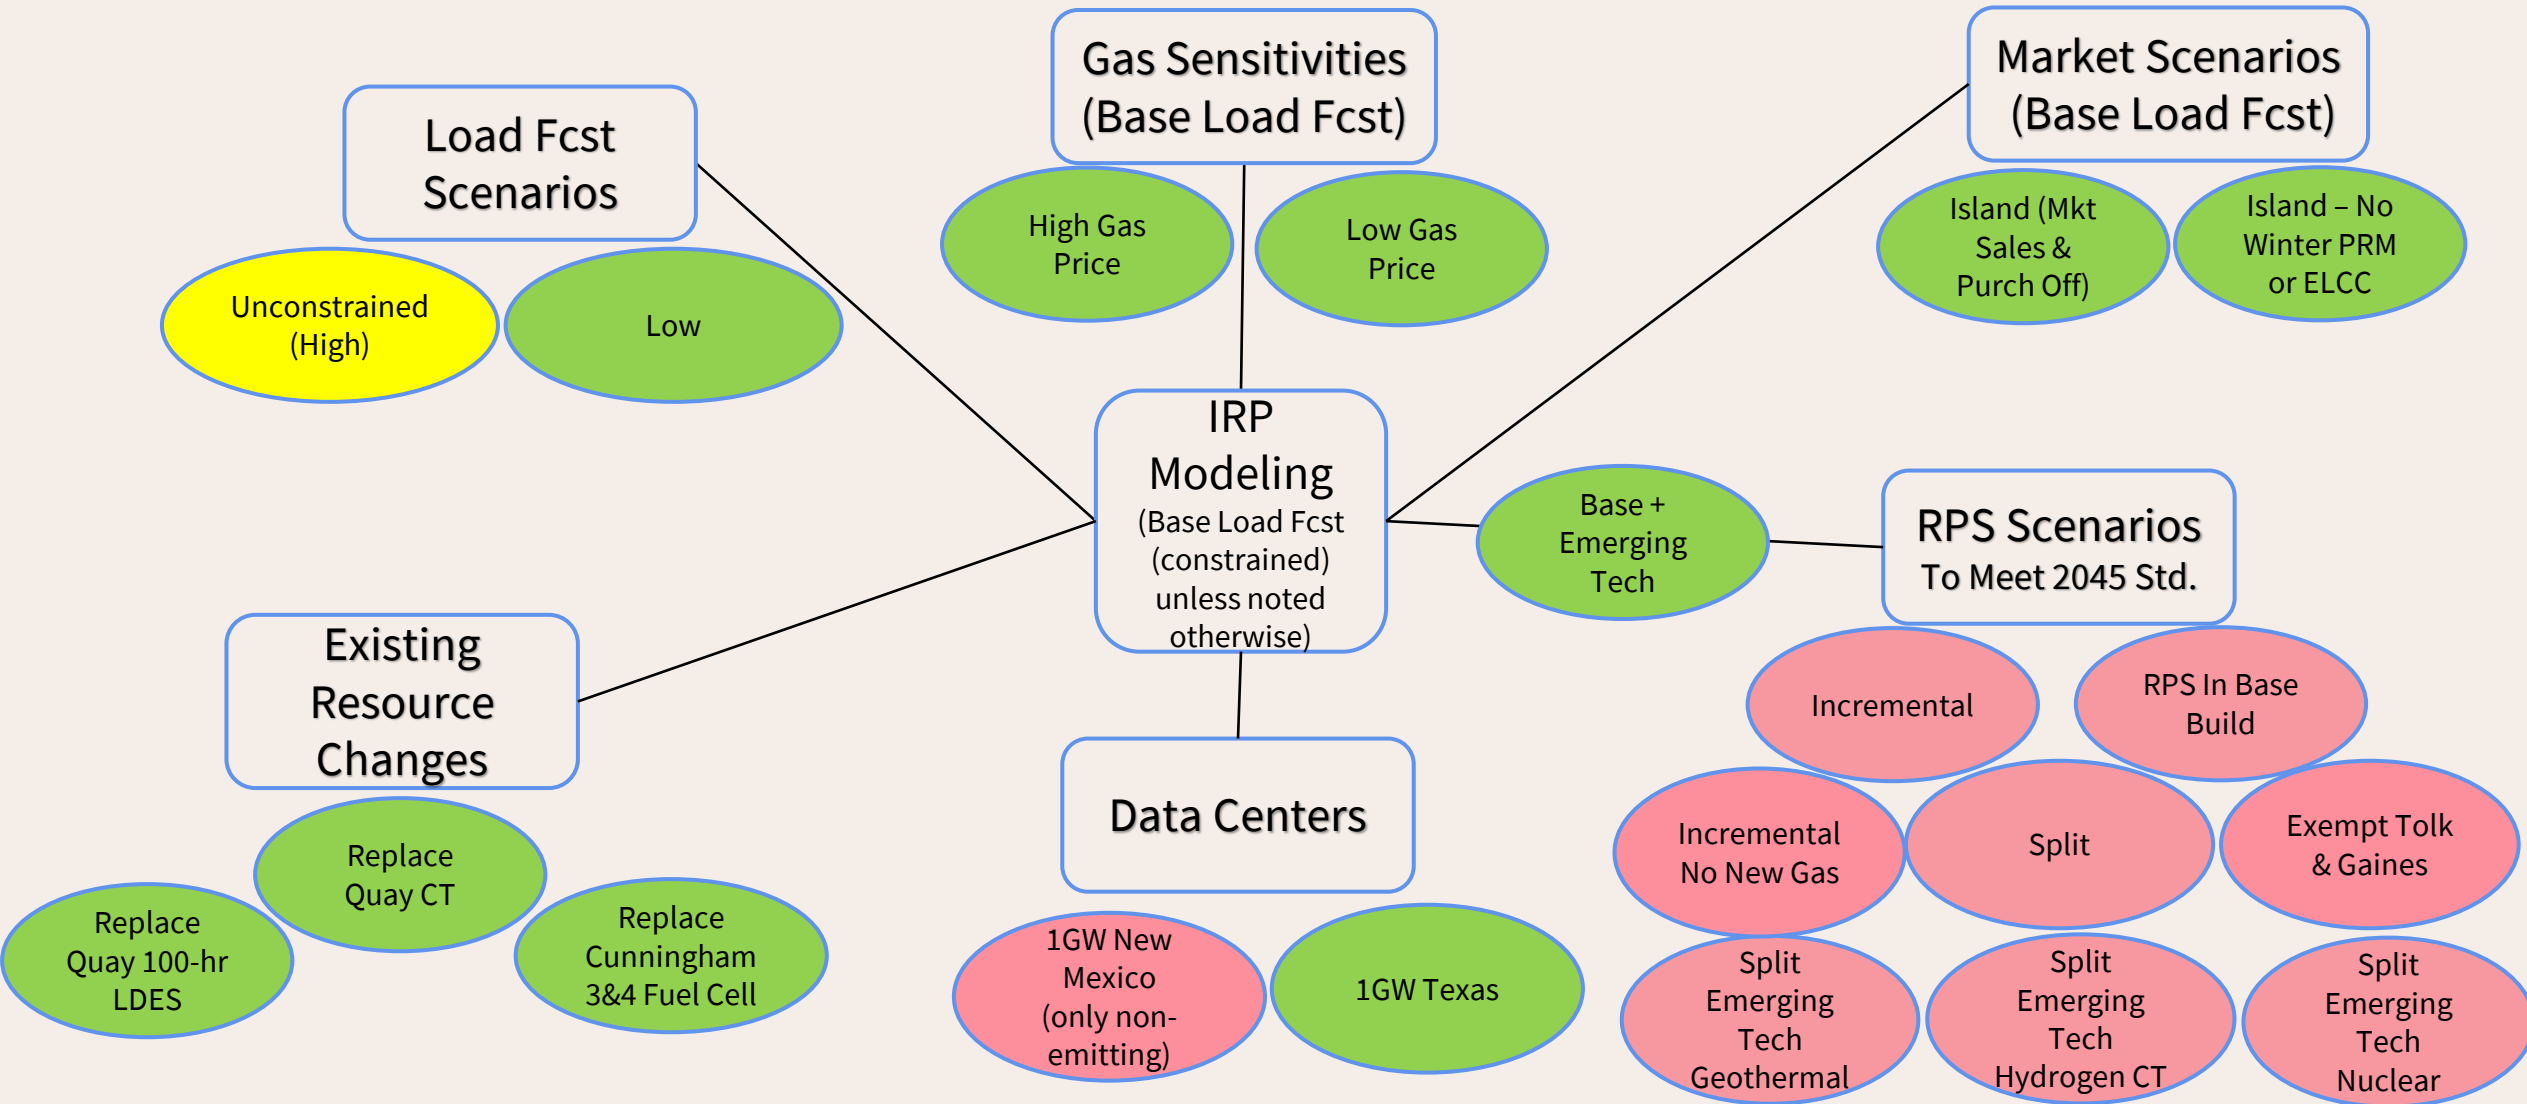 Load Fcst
Scenarios
Unconstrained
(High)
Low
Gas Sensitivities
(Base Load Fcst)
High Gas
Price
Low Gas
Price
Market Scenarios
(Base Load Fcst)
Island (Mkt
Sales &
Purch Off)
Island – No
Winter PRM
or ELCC
IRP
Modeling
(Base Load Fcst
(constrained)
unless noted
otherwise)
Base +
Emerging
Tech
RPS Scenarios
To Meet 2045 Std.
Incremental
RPS In Base
Build
Incremental
No New Gas
Split
Exempt Tolk
& Gaines
Split
Emerging
Tech
Geothermal
Split
Emerging
Tech
Hydrogen CT
Split
Emerging
Tech
Nuclear
Existing
Resource
Changes
Replace
Quay CT
Replace
Quay 100-hr
LDES
Replace
Cunningham
3&4 Fuel Cell
Data Centers
1GW New
Mexico
(only non-
emitting)
1GW Texas